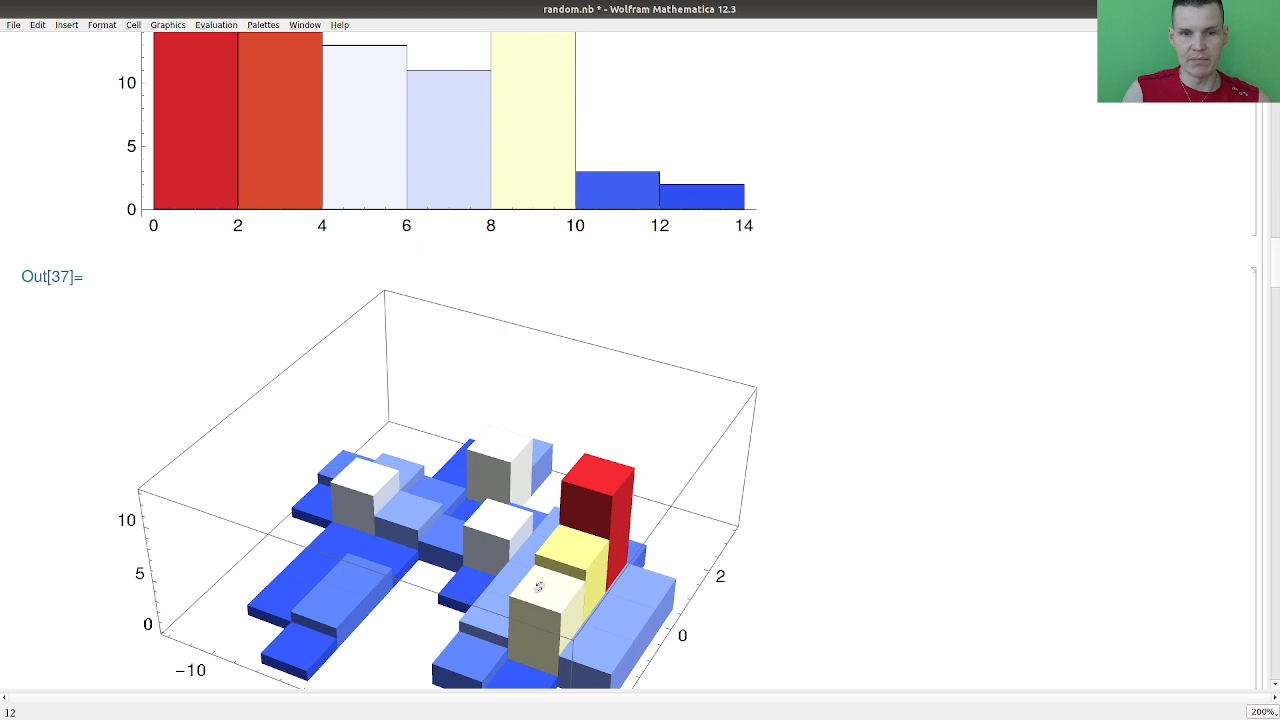 random.nb * - Wolfram Mathematica 12.3
File Edit Insert Format Cell Graphics Evaluation Palettes Window Help
10
5
0
0 2 4 6 8 10 12 14
Out[37]=
10
5
0
-10
2
0
12
200%